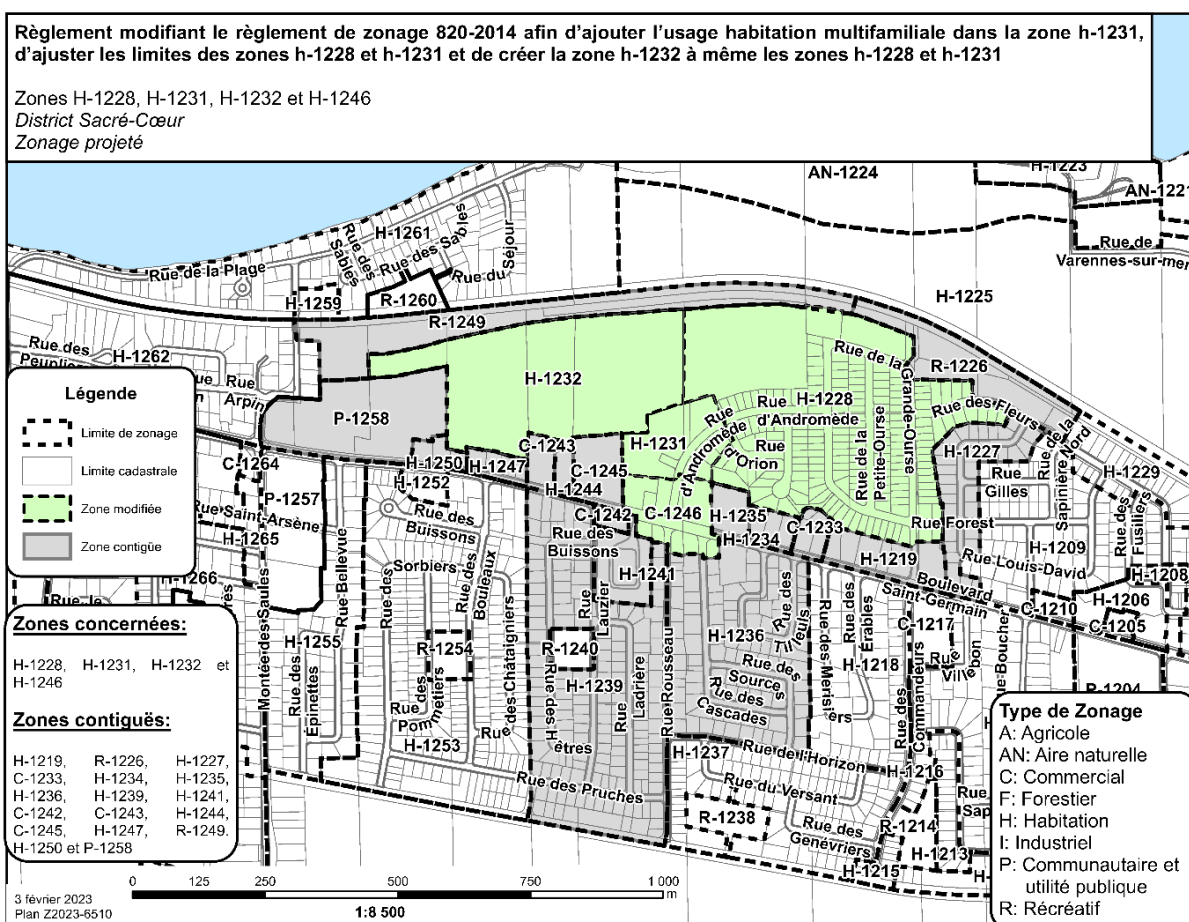 Règlement modifiant le règlement de zonage 820-2014 afin d'ajouter l'usage habitation multifamiliale dans la zone h-1231,
d'ajuster les limites des zones h-1228 et h-1231 et de créer la zone h-1232 à même les zones h-1228 et h-1231
Zones H-1228, H-1231, H-1232 et H-1246
District Sacré-Cœur
Zonage projeté
H-1223
AN-1224
AN-1221
Rue de
Varennes-sur-mer
H-1261
Rue des Sables
Rue des Sables
Rue du Séjour
Rue de la Plage
H-1259
R-1260
H-1225
R-1249
Rue des
H-1262
Rue
Arpin
R-1226
Rue de la Grande-Ourse
H-1232
H-1228
Rue des Fleurs
Rue d'Andromède
Rue d'Andromède
Rue d'Orion
Rue de la Petite-Ourse
P-1258
H-1231
Rue de la Sapinière Nord
H-1227
H-1229
Rue Gilles
Rue des Fusillés
C-1243
H-1250
H-1247
C-1245
H-1252
H-1244
C-1264
P-1257
Rue Saint-Arsène
H-1265
H-1266
Rue des Buissons
C-1242
Rue des Buissons
C-1246
H-1235
H-1234
C-1233
Rue Forest
H-1219
H-1209
Rue Louis-David
Boulevard
Saint-Germain
H-1208
H-1206
C-1210
C-1205
P-1204
H-1241
Rue Lauzier
Rue des Sorbiers
Rue des Bouleaux
Rue-Bellevue
Montée-des-Saules
H-1255
Rue des Épinettes
R-1254
Rue des Pommetiers
H-1253
Rue des-Châtaigniers
R-1240
H-1239
Rue des Hêtres
Rue Ladrière
Rue-Rousseau
Rue des Pruches
H-1236
Rue des Tilleuls
Rue des Sources
Rue des Cascades
Rue-des-Merisiers
Rue des Érables
H-1218
C-1217
Rue des Commandeurs
Rue Villebon
Rue-Boucher
H-1237
Rue de l'Horizon
H-1216
Rue du Versant
R-1238
Rue des Genévriers
R-1214
H-1215
H-1213
Légende
Limite de zonage
Limite cadastrale
Zone modifiée
Zone contigüe
Zones concernées:
H-1228, H-1231, H-1232 et
H-1246
Zones contiguës:
H-1219, R-1226, H-1227,
C-1233, H-1234, H-1235,
H-1236, H-1239, H-1241,
C-1242, C-1243, H-1244,
C-1245, H-1247, R-1249.
H-1250 et P-1258
Type de Zonage
A: Agricole
AN: Aire naturelle
C: Commercial
F: Forestier
H: Habitation
I: Industriel
P: Communautaire et
utilité publique
R: Récréatif
3 février 2023
Plan Z2023-6510
0 125 250 500 750 1 000
m
1:8 500